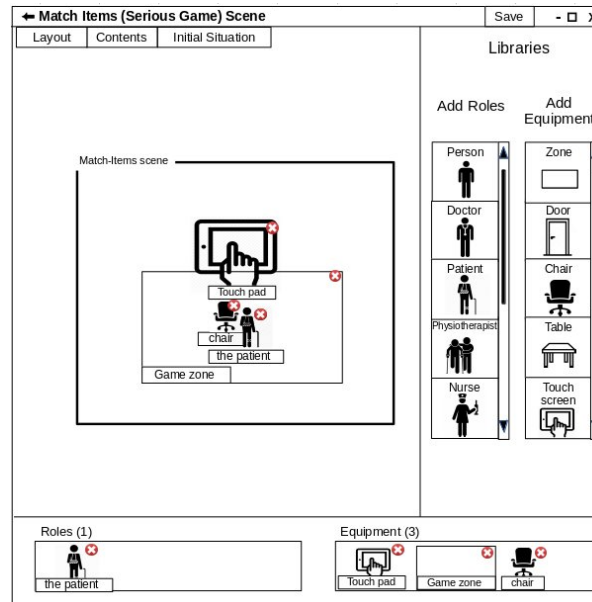 Match Items (Serious Game) Scene
Save
- x
Layout Contents Initial Situation
Libraries
Add Roles
Add
Equipment
Person
Doctor
Patient
Physiotherapist
Nurse
Zone
Door
Chair
Table
Touch
screen
Match-Items scene
Touch pad
chair
the patient
Game zone
Roles (1)
the patient
Equipment (3)
Touch pad
Game zone
chair